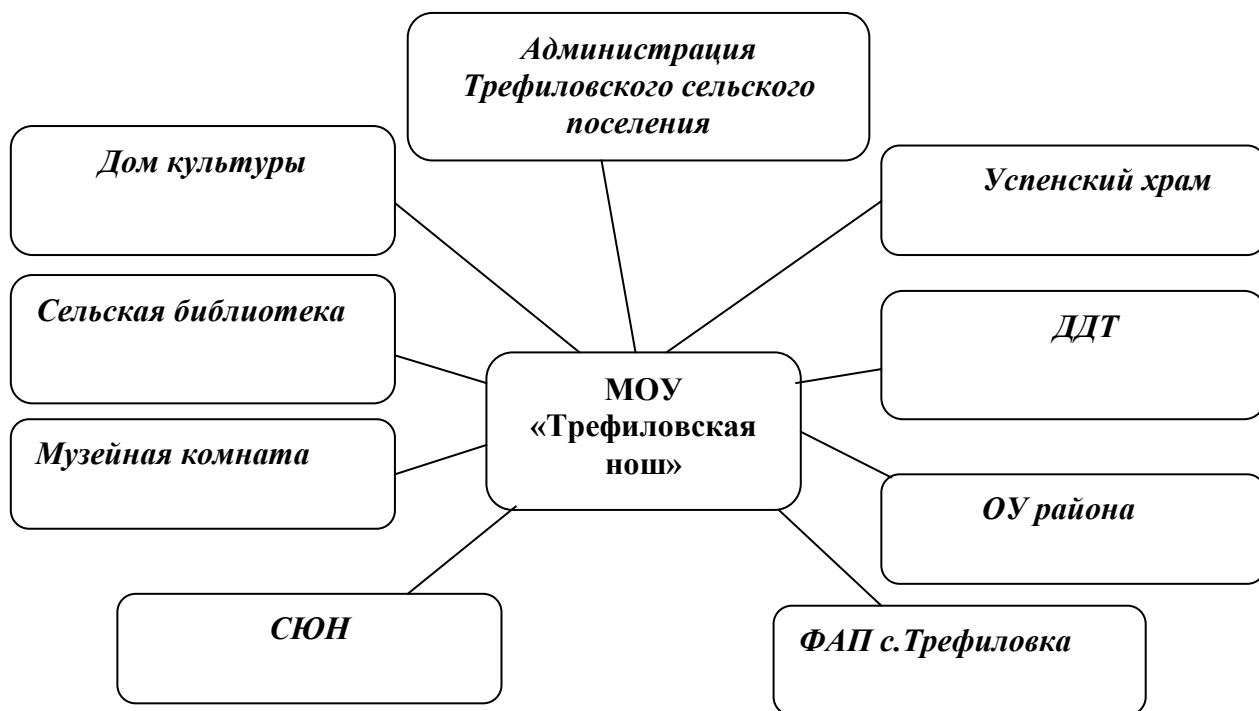 Администрация
Трефиловского сельского
поселения
Дом культуры
Успенский храм
Сельская библиотека
ДДТ
МОУ
«Трефиловская
нош»
Музейная комната
ОУ района
СЮН
ФАП с.Трефиловка